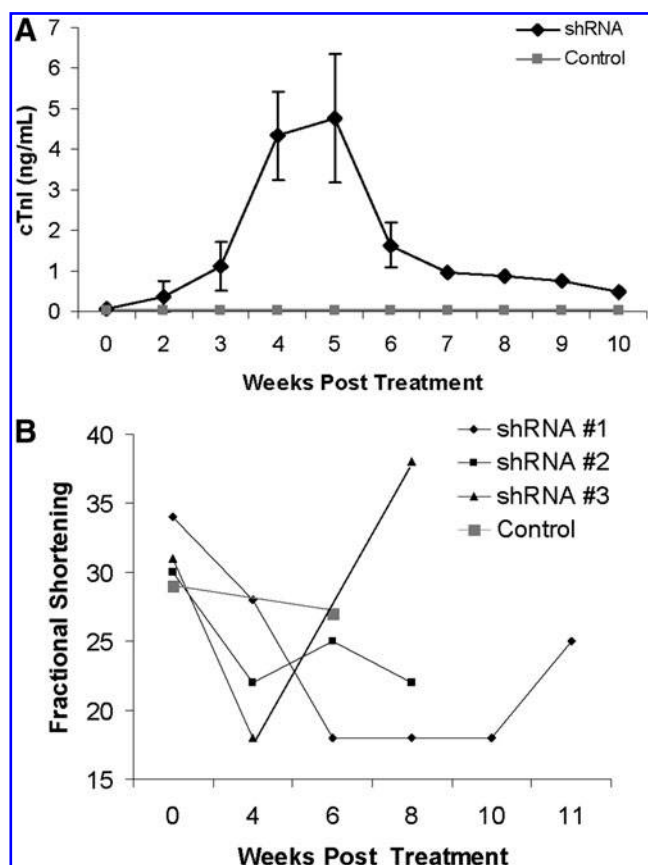 A
7
6
5
4
3
2
1
0
cTnI (ng/mL)
shRNA
Control
0 2 3 4 5 6 7 8 9 10
Weeks Post Treatment
B
40
35
30
25
20
15
Fractional Shortening
shRNA #1
shRNA #2
shRNA #3
Control
0 4 6 8 10 11
Weeks Post Treatment